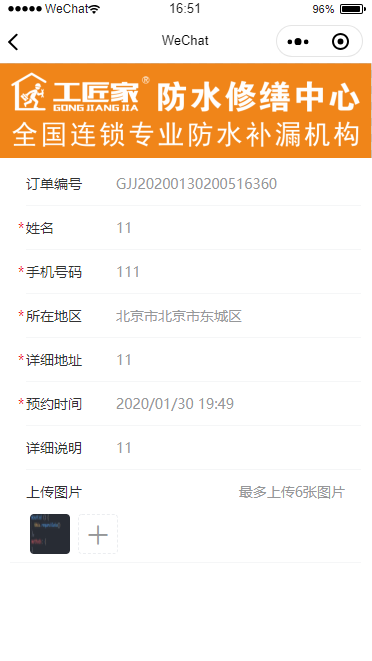 WeChat 16:51 96%
WeChat
工匠家® 防水修缮中心
GONG JIANG JIA
全国连锁专业防水补漏机构
订单编号 GJJ20200130200516360
*姓名 11
*手机号码 111
*所在地区 北京市北京市东城区
*详细地址 11
*预约时间 2020/01/30 19:49
详细说明 11
上传图片 最多上传6张图片